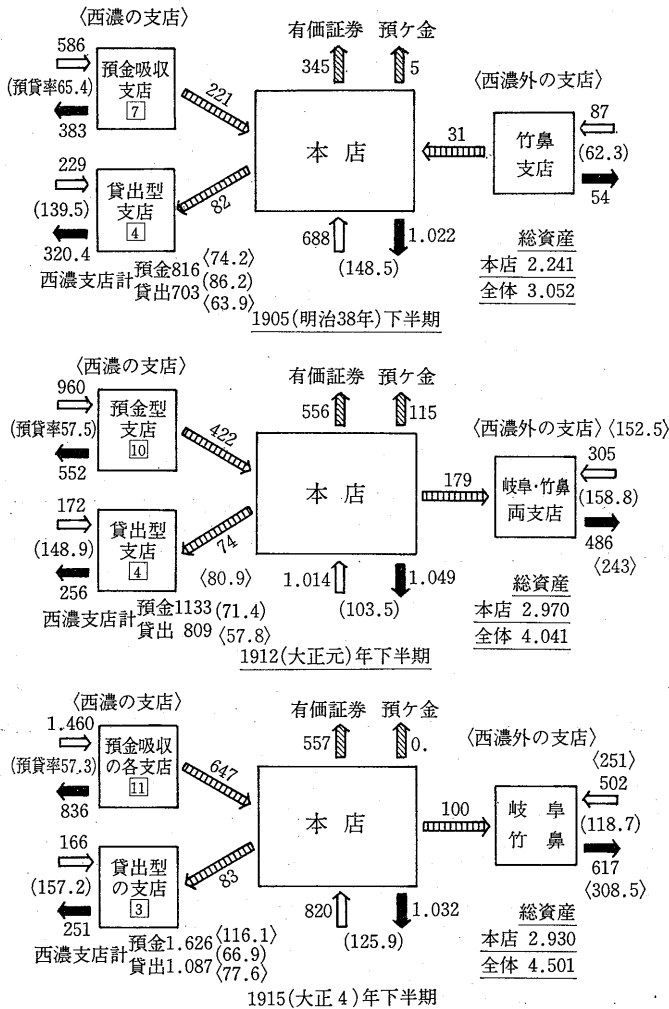 〈西濃の支店〉
586
(預貸率65.4)
383
預金吸収
支店
7
221
229
(139.5)
320.4
貸出型
支店
4
82
西濃支店計
預金816〈74.2〉
(86.2)
貸出703〈63.9〉
有価証券 預ケ金
345 5
本店
688 1.022
(148.5)
〈西濃外の支店〉
31
竹鼻
支店
87
(62.3)
54
総資産
本店 2.241
全体 3.052
1905(明治38年)下半期
〈西濃の支店〉
960
(預貸率57.5)
552
預金型
支店
10
422
172
(148.9)
256
貸出型
支店
4
74
〈80.9〉
西濃支店計
預金1133(71.4)
貸出 809〈57.8〉
有価証券 預ケ金
556 115
本店
1.014 1.049
(103.5)
〈西濃外の支店〉〈152.5〉
179
岐阜・竹鼻
両支店
305
(158.8)
486
〈243〉
総資産
本店 2.970
全体 4.041
1912(大正元)年下半期
〈西濃の支店〉
1.460
(預貸率57.3)
836
預金吸収
の各支店
11
647
166
(157.2)
251
貸出型
の支店
3
83
西濃支店計
預金1.626〈116.1〉
(66.9)
貸出1.087〈77.6〉
有価証券 預ケ金
557 0.
本店
820 1.032
(125.9)
〈西濃外の支店〉
100
岐阜
竹鼻
〈251〉
502
(118.7)
617
〈308.5〉
総資産
本店 2.930
全体 4.501
1915(大正4)年下半期